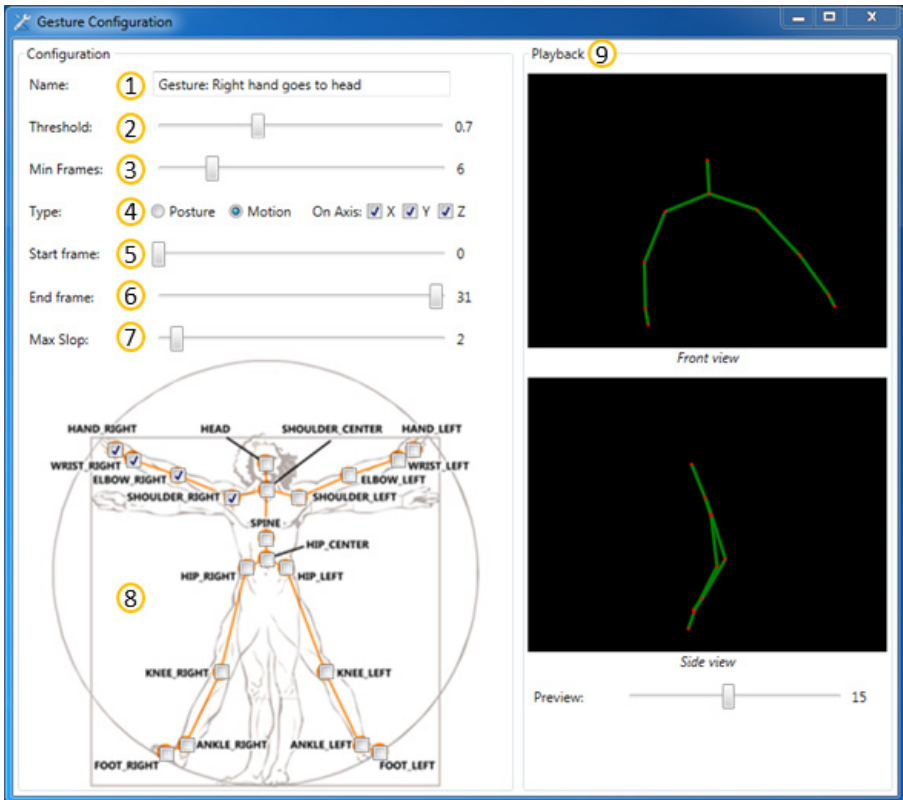 Gesture Configuration
Configuration
Name: 1 Gesture: Right hand goes to head
Threshold: 2 0.7
Min Frames: 3 6
Type: 4 Posture Motion On Axis: X Y Z
Start frame: 5 0
End frame: 6 31
Max Slop: 7 2
HAND_RIGHT HEAD SHOULDER_CENTER HAND_LEFT
WRIST_RIGHT WRIST_LEFT
ELBOW_RIGHT ELBOW_LEFT
SHOULDER_RIGHT SHOULDER_LEFT
SPINE
HIP_CENTER
HIP_RIGHT HIP_LEFT
8
KNEE_RIGHT KNEE_LEFT
ANKLE_RIGHT ANKLE_LEFT
FOOT_RIGHT FOOT_LEFT
Playback 9
Front view
Side view
Preview: 15